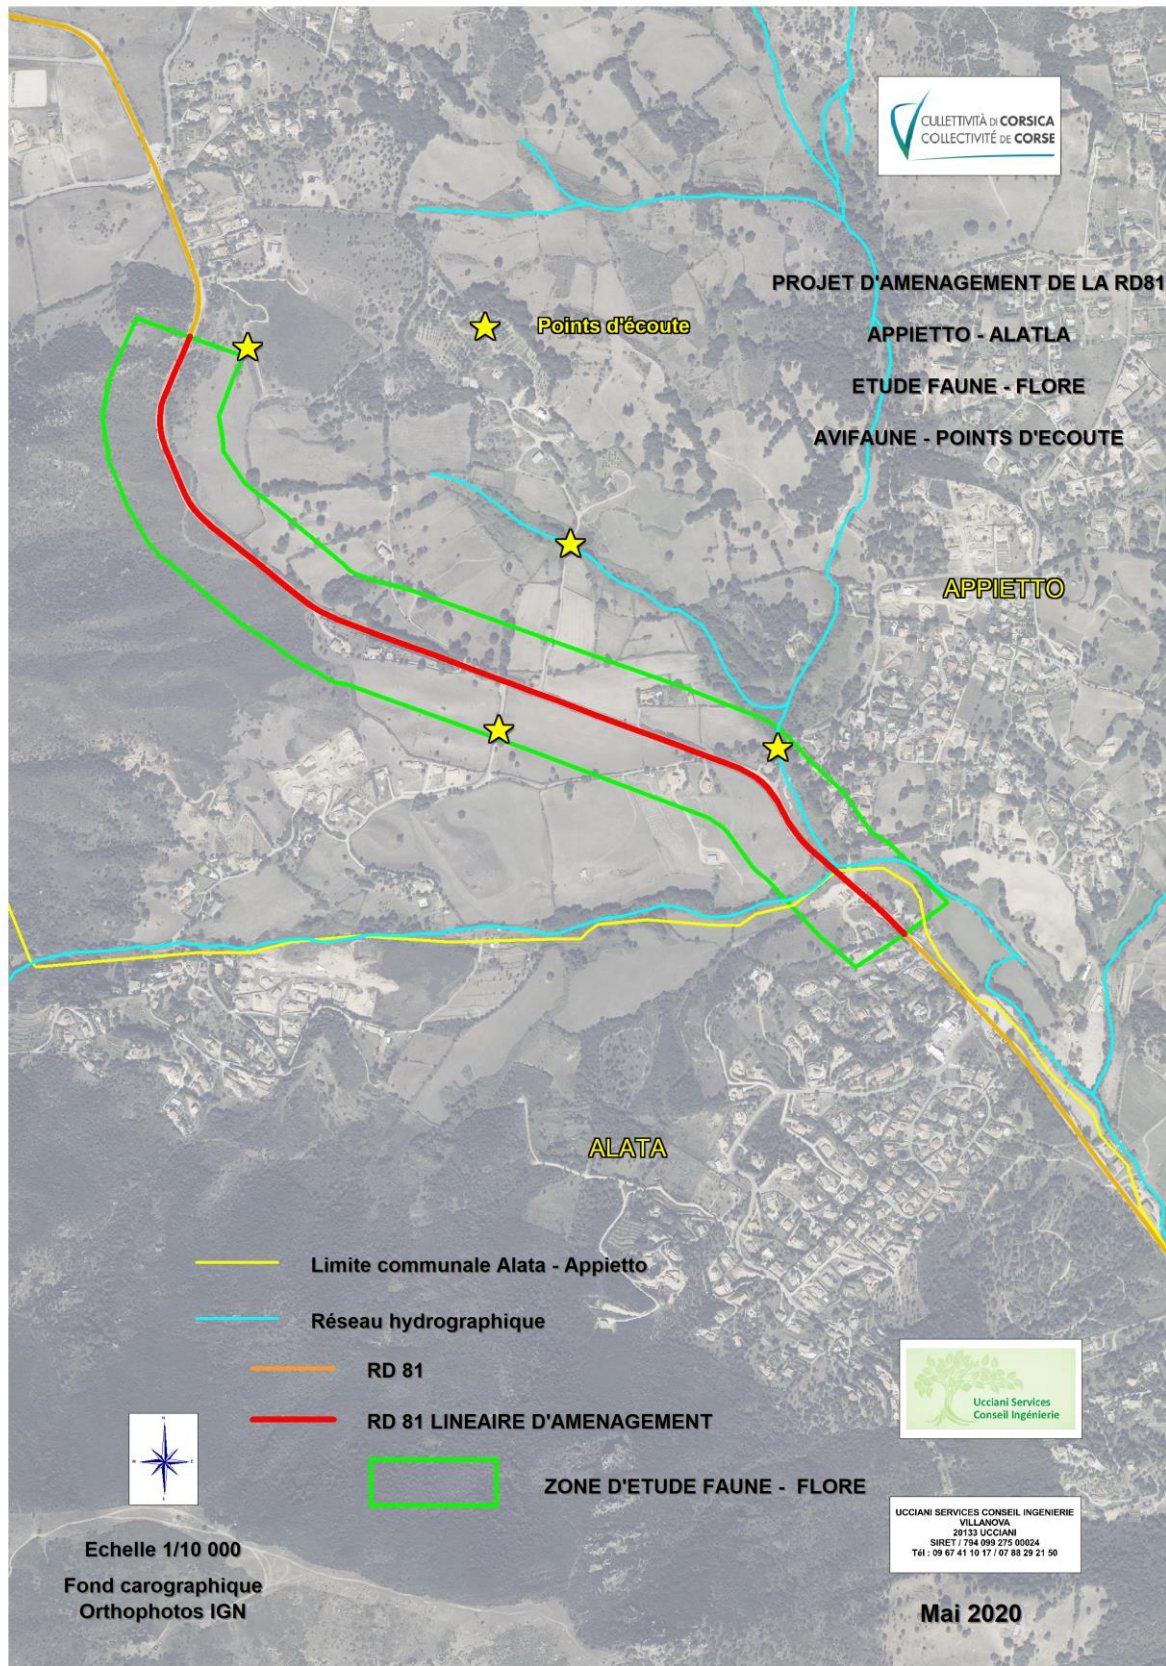 CULLETTIVITÀ DI CORSICA
COLLECTIVITÉ DE CORSE
PROJET D'AMENAGEMENT DE LA RD81
APPIETTO - ALATLA
ETUDE FAUNE - FLORE
AVIFAUNE - POINTS D'ECOUTE
Points d'écoute
APPIETTO
ALATA
Limite communale Alata - Appietto
Réseau hydrographique
RD 81
RD 81 LINEAIRE D'AMENAGEMENT
ZONE D'ETUDE FAUNE - FLORE
Ucciani Services
Conseil Ingénierie
UCCIANI SERVICES CONSEIL INGENIERIE
VILLANOVA
20133 UCCIANI
SIRET / 794 099 275 00024
Tél : 09 67 41 10 17 / 07 88 29 21 50
Echelle 1/10 000
Fond carographique
Orthophotos IGN
Mai 2020